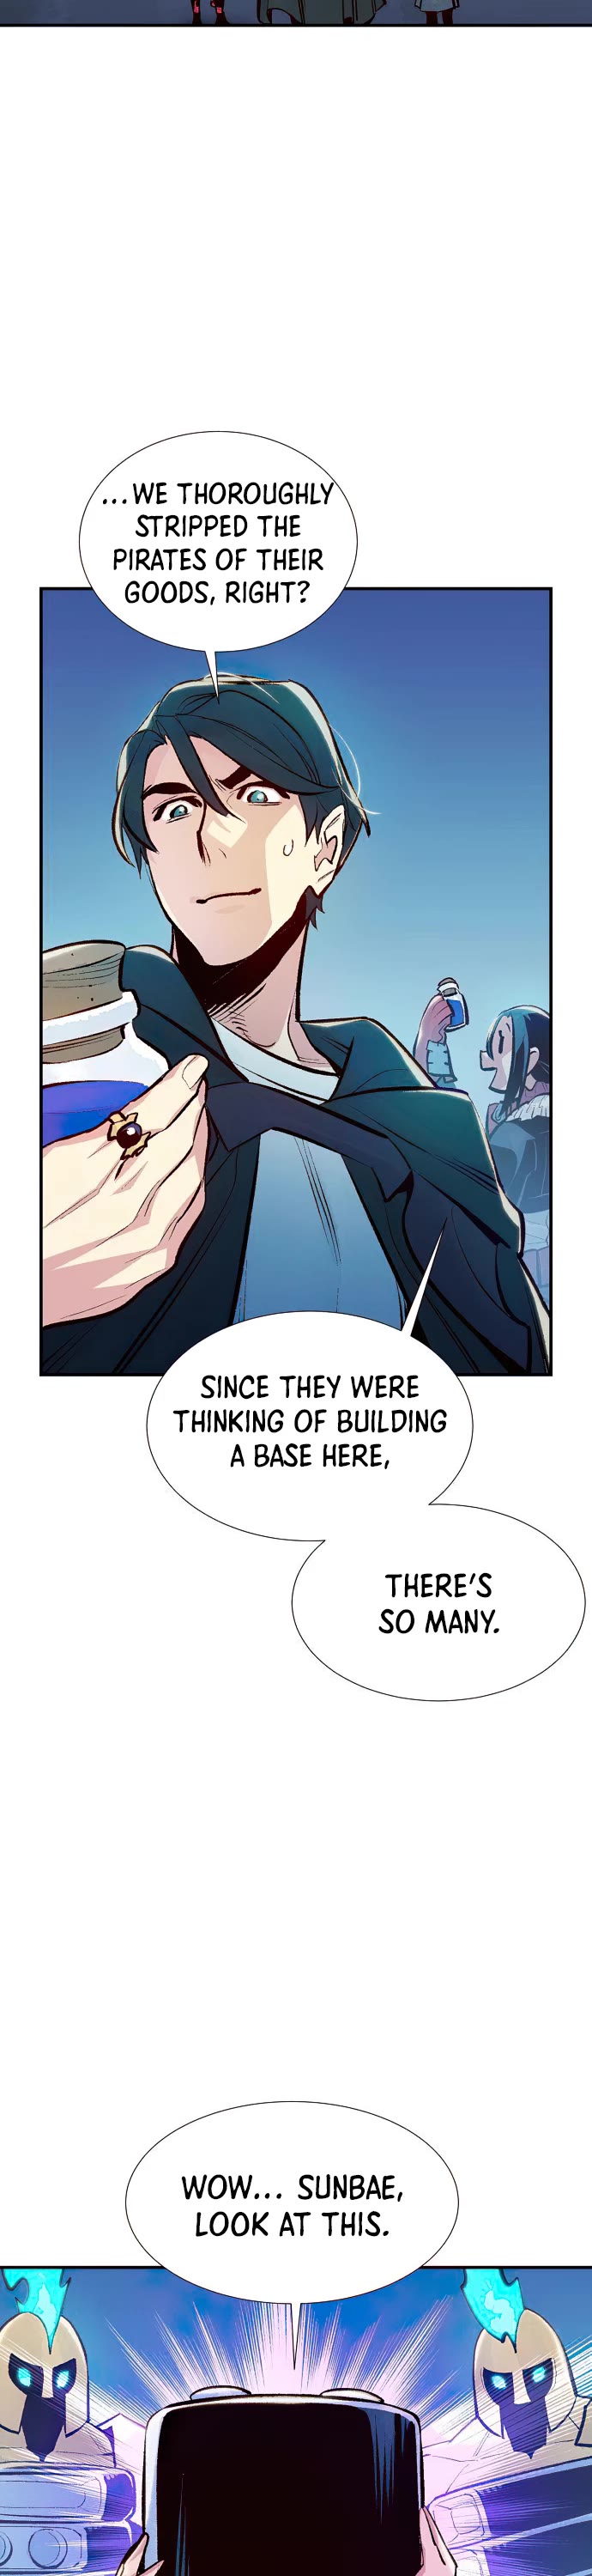 ...WE THOROUGHLY
STRIPPED THE
PIRATES OF THEIR
GOODS, RIGHT?
SINCE THEY WERE
THINKING OF BUILDING
A BASE HERE,
THERE'S
SO MANY.
WOW... SUNBAE,
LOOK AT THIS.